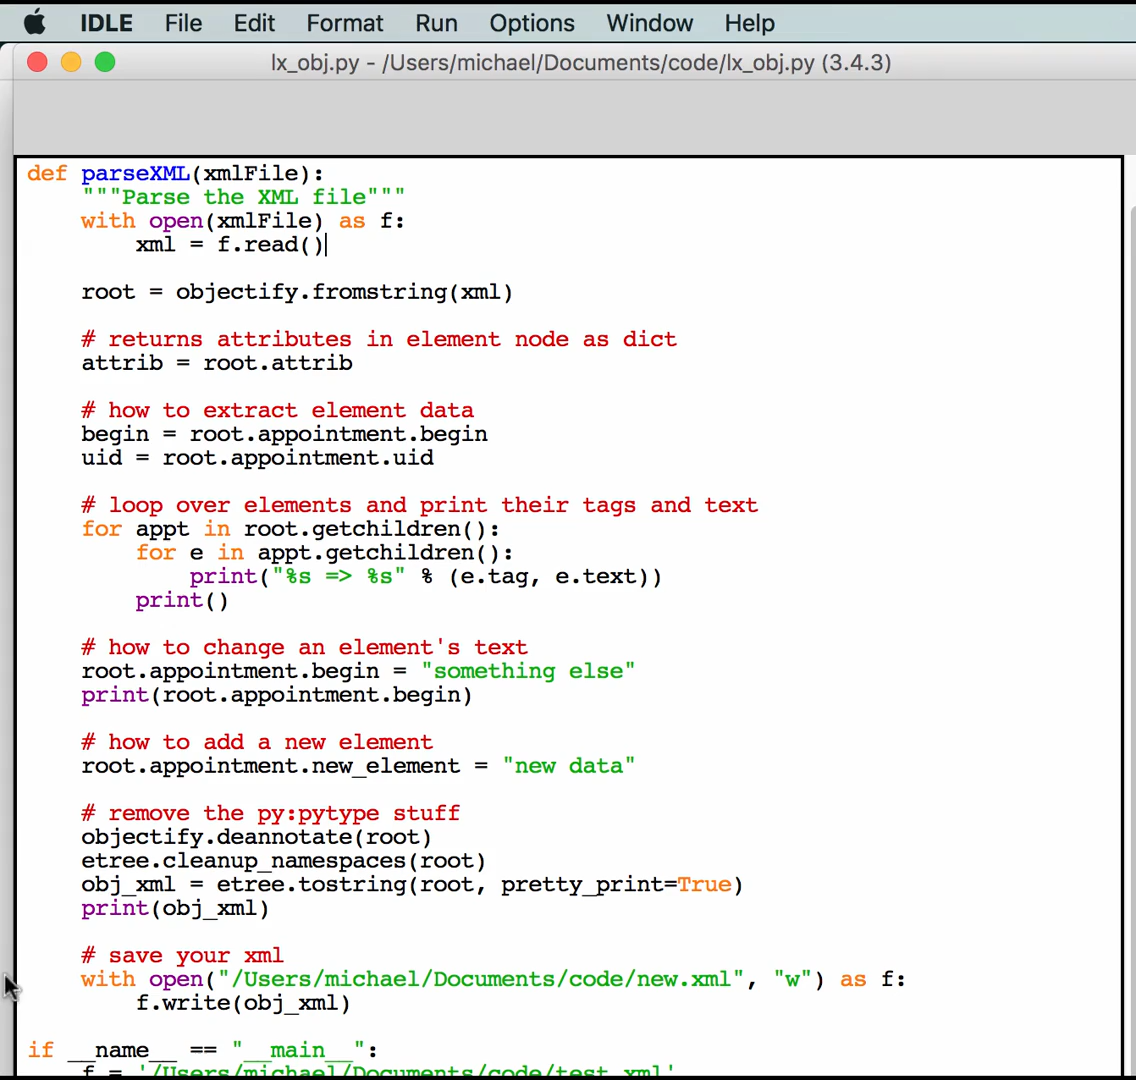 IDLE File Edit Format Run Options Window Help
lx_obj.py - /Users/michael/Documents/code/lx_obj.py (3.4.3)
def parseXML(xmlFile):
    """Parse the XML file"""
    with open(xmlFile) as f:
        xml = f.read()
    root = objectify.fromstring(xml)
    # returns attributes in element node as dict
    attrib = root.attrib
    # how to extract element data
    begin = root.appointment.begin
    uid = root.appointment.uid
    # loop over elements and print their tags and text
    for appt in root.getchildren():
        for e in appt.getchildren():
            print("%s => %s" % (e.tag, e.text))
        print()
    # how to change an element's text
    root.appointment.begin = "something else"
    print(root.appointment.begin)
    # how to add a new element
    root.appointment.new_element = "new data"
    # remove the py:pytype stuff
    objectify.deannotate(root)
    etree.cleanup_namespaces(root)
    obj_xml = etree.tostring(root, pretty_print=True)
    print(obj_xml)
    # save your xml
    with open("/Users/michael/Documents/code/new.xml", "w") as f:
        f.write(obj_xml)
if __name__ == "__main__":
    f = '/Users/michael/Documents/code/test.xml'